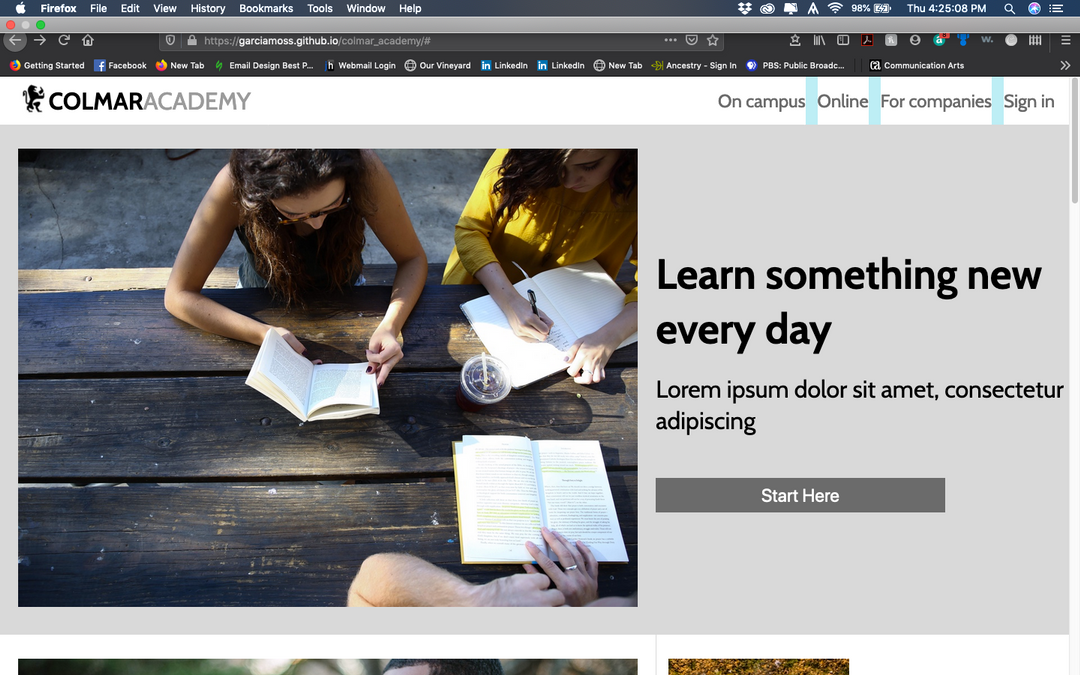 Firefox File Edit View History Bookmarks Tools Window Help 98% Thu 4:25:08 PM
https://garciamoss.github.io/colmar_academy/#
Getting Started Facebook New Tab Email Design Best P... Webmail Login Our Vineyard LinkedIn LinkedIn New Tab Ancestry - Sign In PBS: Public Broadc... Communication Arts
COLMARACADEMY On campus Online For companies Sign in
Learn something new
every day
Lorem ipsum dolor sit amet, consectetur
adipiscing
Start Here